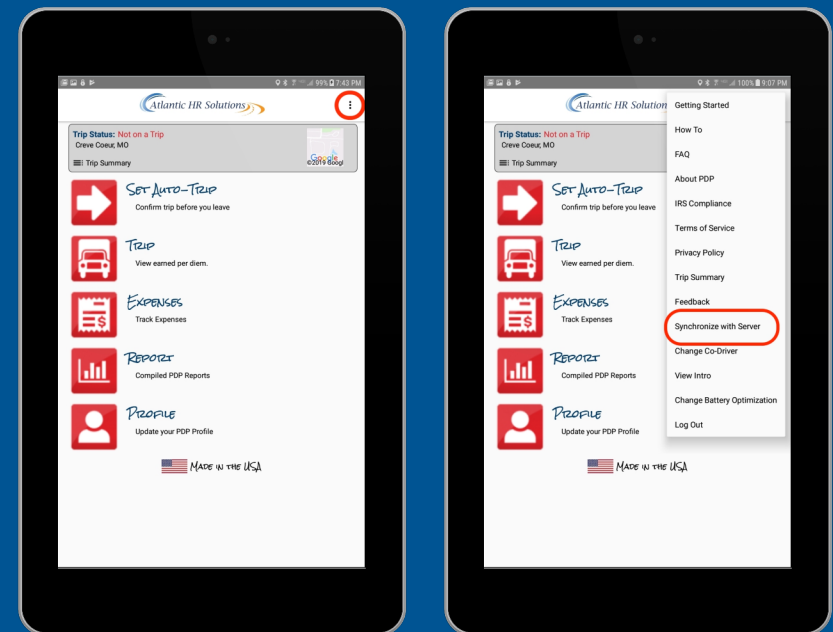 99% 7:43 PM
Atlantic HR Solutions
Trip Status: Not on a Trip
Creve Coeur, MO
Trip Summary
Google
©2019 Googl
SET AUTO-TRIP
Confirm trip before you leave
TRIP
View earned per diem.
EXPENSES
Track Expenses
REPORT
Compiled PDP Reports
PROFILE
Update your PDP Profile
MADE IN THE USA
100% 9:07 PM
Atlantic HR Solution
Trip Status: Not on a Trip
Creve Coeur, MO
Trip Summary
SET AUTO-TRIP
Confirm trip before you leave
TRIP
View earned per diem.
EXPENSES
Track Expenses
REPORT
Compiled PDP Reports
PROFILE
Update your PDP Profile
MADE IN THE USA
Getting Started
How To
FAQ
About PDP
IRS Compliance
Terms of Service
Privacy Policy
Trip Summary
Feedback
Synchronize with Server
Change Co-Driver
View Intro
Change Battery Optimization
Log Out